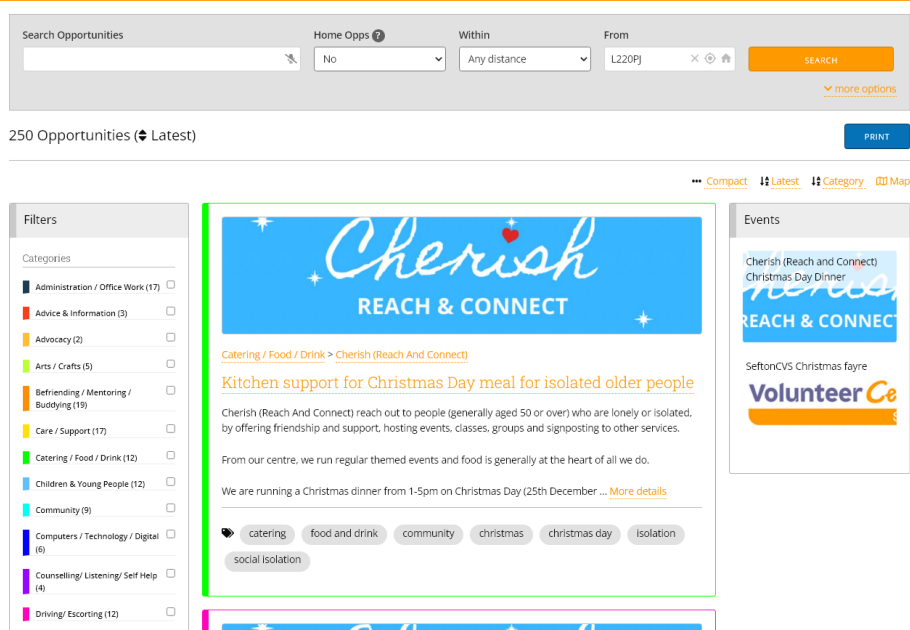 Search Opportunities
Home Opps ?
Within
From
No
Any distance
L220PJ
SEARCH
more options
250 Opportunities ( Latest)
PRINT
Compact
Latest
Category
Map
Filters
Categories
Administration / Office Work (17)
Advice & Information (3)
Advocacy (2)
Arts / Crafts (5)
Befriending / Mentoring /
Buddying (19)
Care / Support (17)
Catering / Food / Drink (12)
Children & Young People (12)
Community (9)
Computers / Technology / Digital
(6)
Counselling/ Listening/ Self Help
(4)
Driving/ Escorting (12)
Cherish
REACH & CONNECT
Catering / Food / Drink > Cherish (Reach And Connect)
Kitchen support for Christmas Day meal for isolated older people
Cherish (Reach And Connect) reach out to people (generally aged 50 or over) who are lonely or isolated,
by offering friendship and support, hosting events, classes, groups and signposting to other services.
From our centre, we run regular themed events and food is generally at the heart of all we do.
We are running a Christmas dinner from 1-5pm on Christmas Day (25th December ... More details
catering
food and drink
community
christmas
christmas day
isolation
social isolation
Events
Cherish (Reach and Connect)
Christmas Day Dinner
REACH & CONNECT
SeftonCVS Christmas fayre
Volunteer Ce